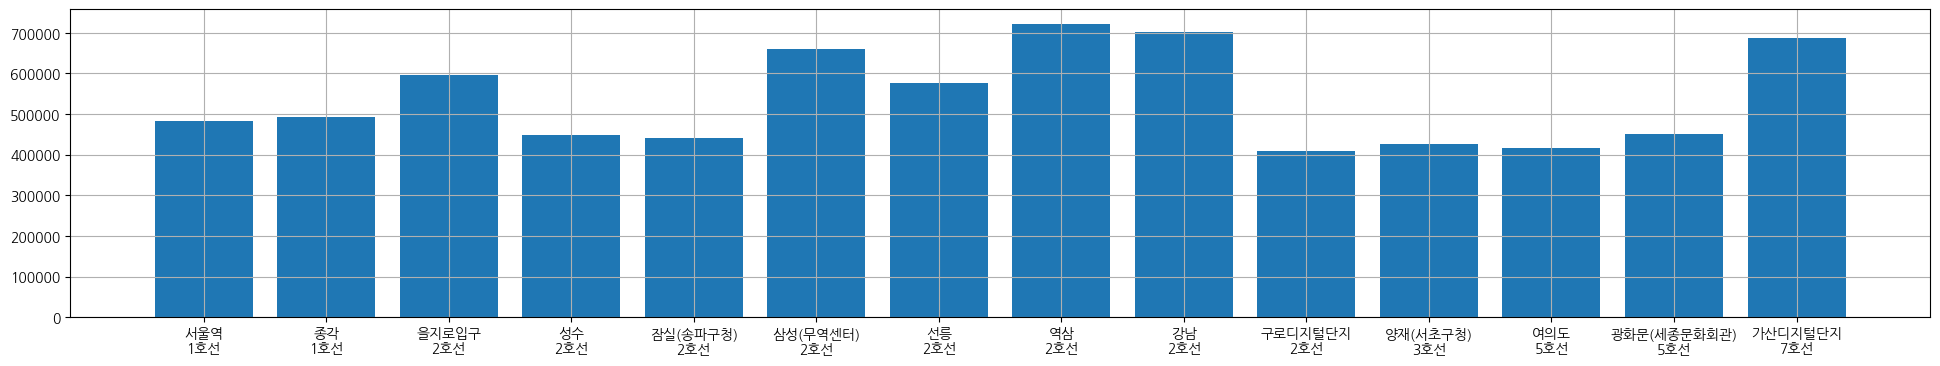 700000
600000
500000
400000
300000
200000
100000
0
서울역
1호선
종각
1호선
을지로입구
2호선
성수
2호선
잠실(송파구청)
2호선
삼성(무역센터)
2호선
선릉
2호선
역삼
2호선
강남
2호선
구로디지털단지
2호선
양재(서초구청)
3호선
여의도
5호선
광화문(세종문화회관)
5호선
가산디지털단지
7호선